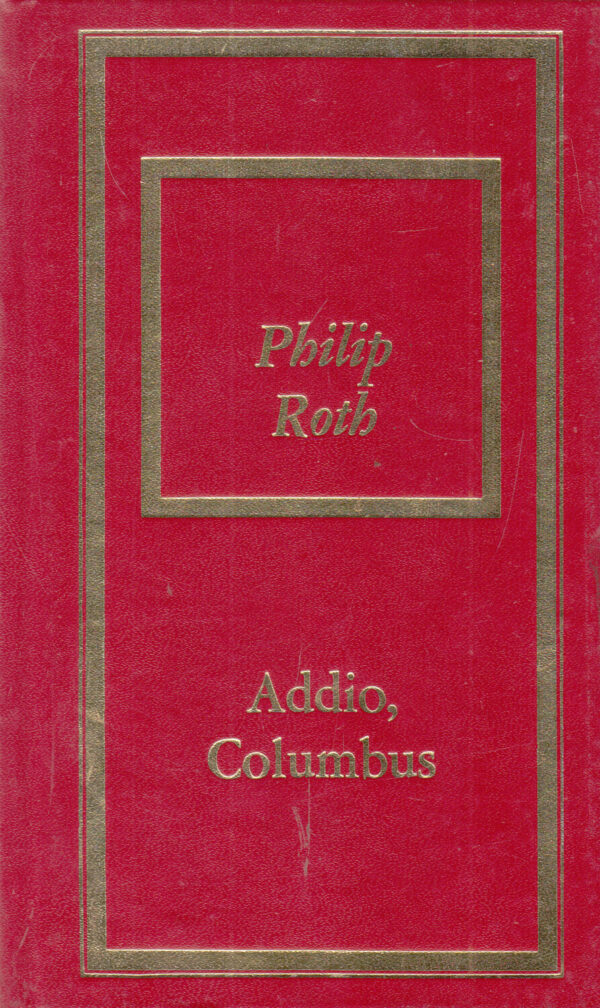 Philip
Roth
Addio,
Columbus